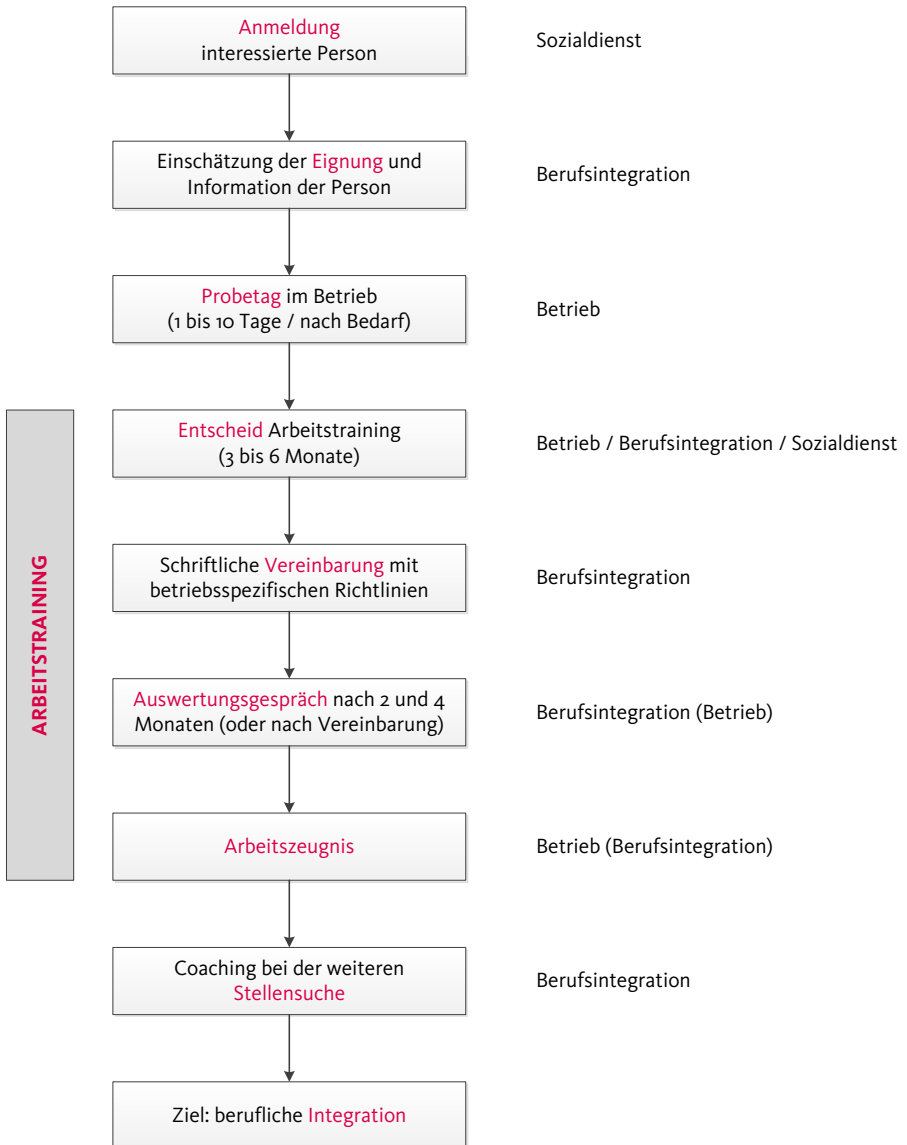 Anmeldung
interessierte Person
Sozialdienst
Einschätzung der Eignung und
Information der Person
Berufsintegration
Probetag im Betrieb
(1 bis 10 Tage / nach Bedarf)
Betrieb
Entscheid Arbeitstraining
(3 bis 6 Monate)
Betrieb / Berufsintegration / Sozialdienst
ARBEITSTRAINING
Schriftliche Vereinbarung mit
betriebsspezifischen Richtlinien
Berufsintegration
Auswertungsgespräch nach 2 und 4
Monaten (oder nach Vereinbarung)
Berufsintegration (Betrieb)
Arbeitszeugnis
Betrieb (Berufsintegration)
Coaching bei der weiteren
Stellensuche
Berufsintegration
Ziel: berufliche Integration